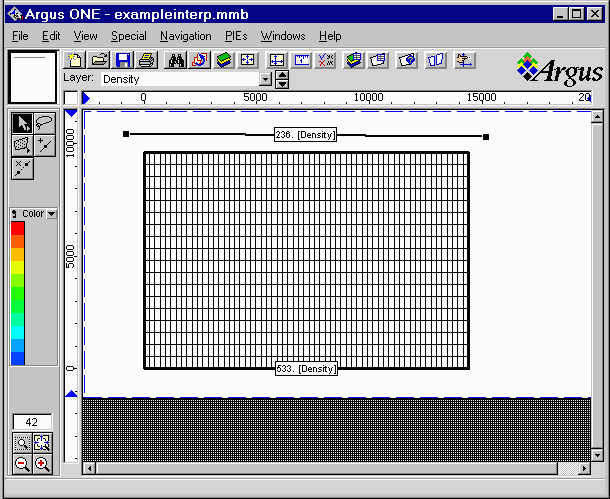 Argus ONE - exampleinterp.mmb
File Edit View Special Navigation PIEs Windows Help
Layer: Density
Argus
0 5000 10000 15000 20
10000
5000
0
236. [Density]
533. [Density]
Color
42